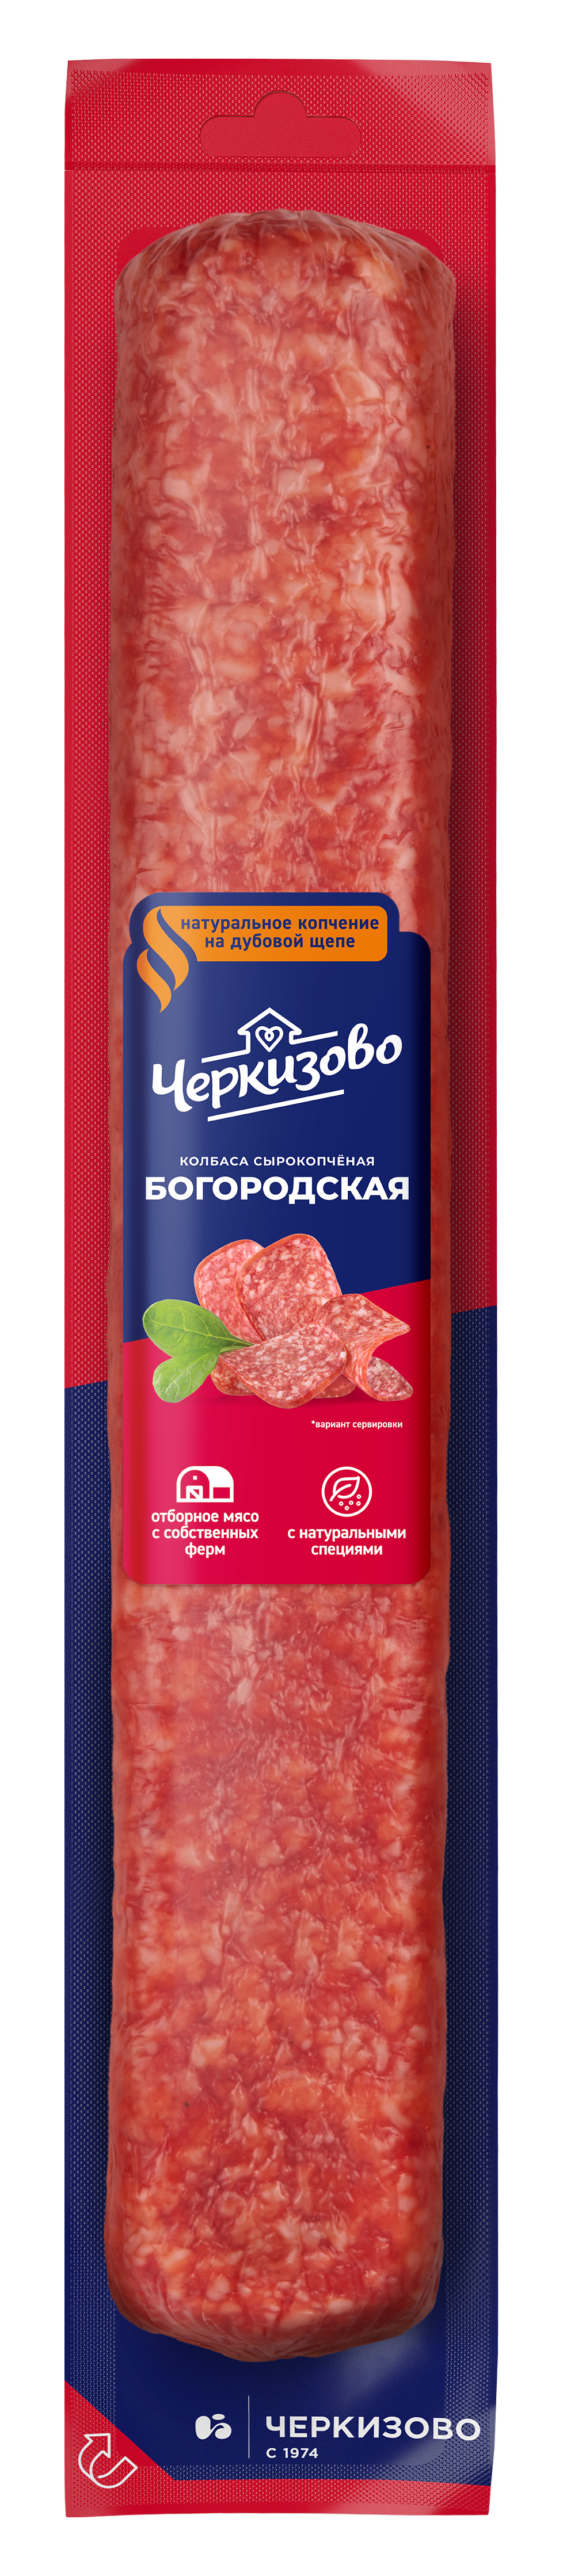 натуральное копчение
на дубовой щепе
Черкизово
КОЛБАСА СЫРОКОПЧЁНАЯ
БОГОРОДСКАЯ
*вариант сервировки
отборное мясо
с собственных
ферм
с натуральными
специями
ЧЕРКИЗОВО
С 1974